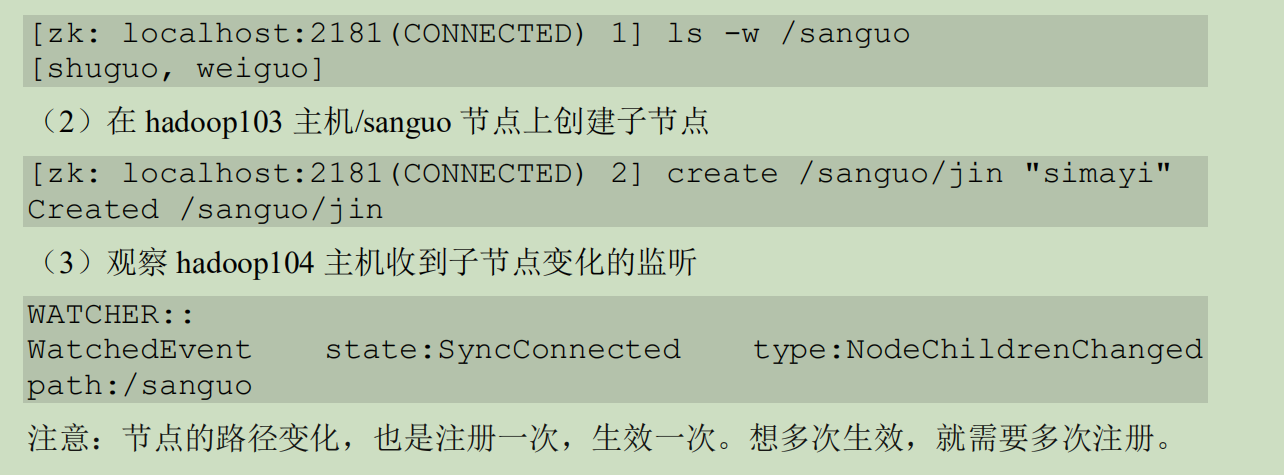 [zk: localhost:2181(CONNECTED) 1] ls -w /sanguo
[shuguo, weiguo]
（2）在 hadoop103 主机/sanguo 节点上创建子节点
[zk: localhost:2181(CONNECTED) 2] create /sanguo/jin "simayi"
Created /sanguo/jin
（3）观察 hadoop104 主机收到子节点变化的监听
WATCHER::
WatchedEvent state:SyncConnected type:NodeChildrenChanged
path:/sanguo
注意：节点的路径变化，也是注册一次，生效一次。想多次生效，就需要多次注册。